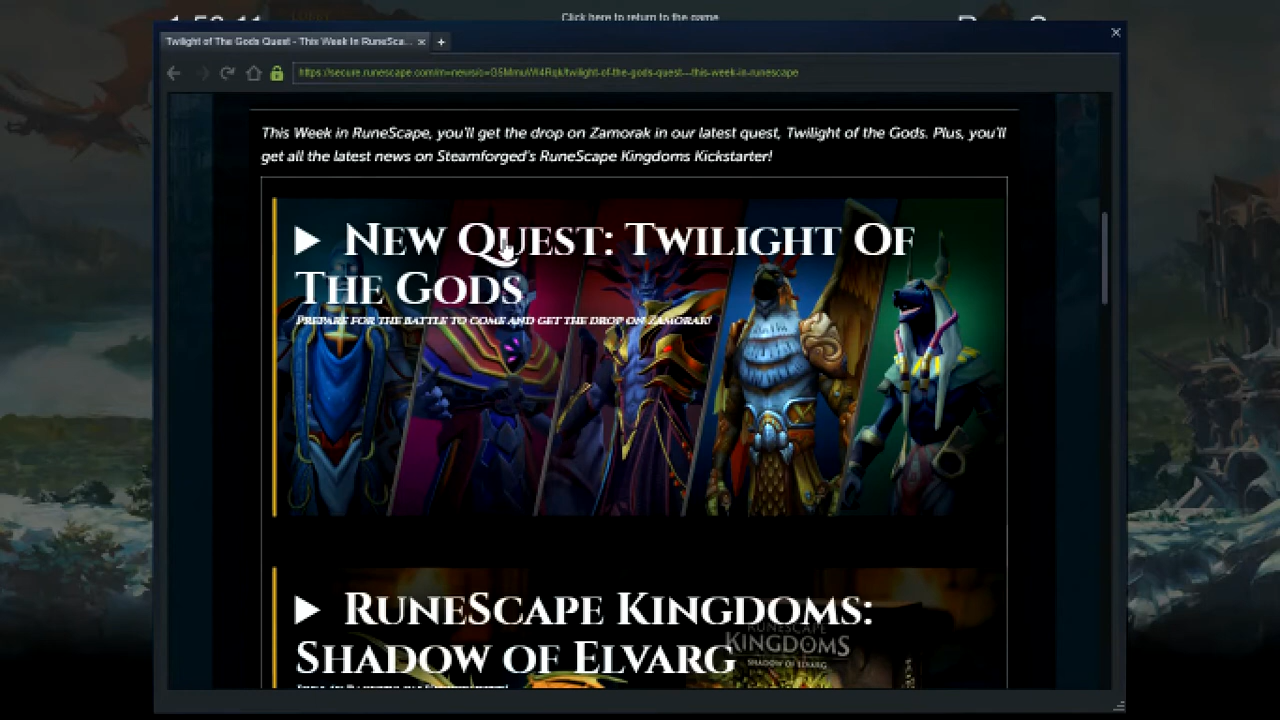 Click here to return to the game
Twilight of The Gods Quest - This Week In RuneSca...
This Week in RuneScape, you'll get the drop on Zamorak in our latest quest, Twilight of the Gods. Plus, you'll
get all the latest news on Steamforged's RuneScape Kingdoms Kickstarter!
New Quest: Twilight Of
The Gods
Prepare for the battle to come and get the drop on Zamorak!
RuneScape Kingdoms:
Shadow of Elvarg
RUNESCAPE
KINGDOMS
SHADOW OF ELVARG